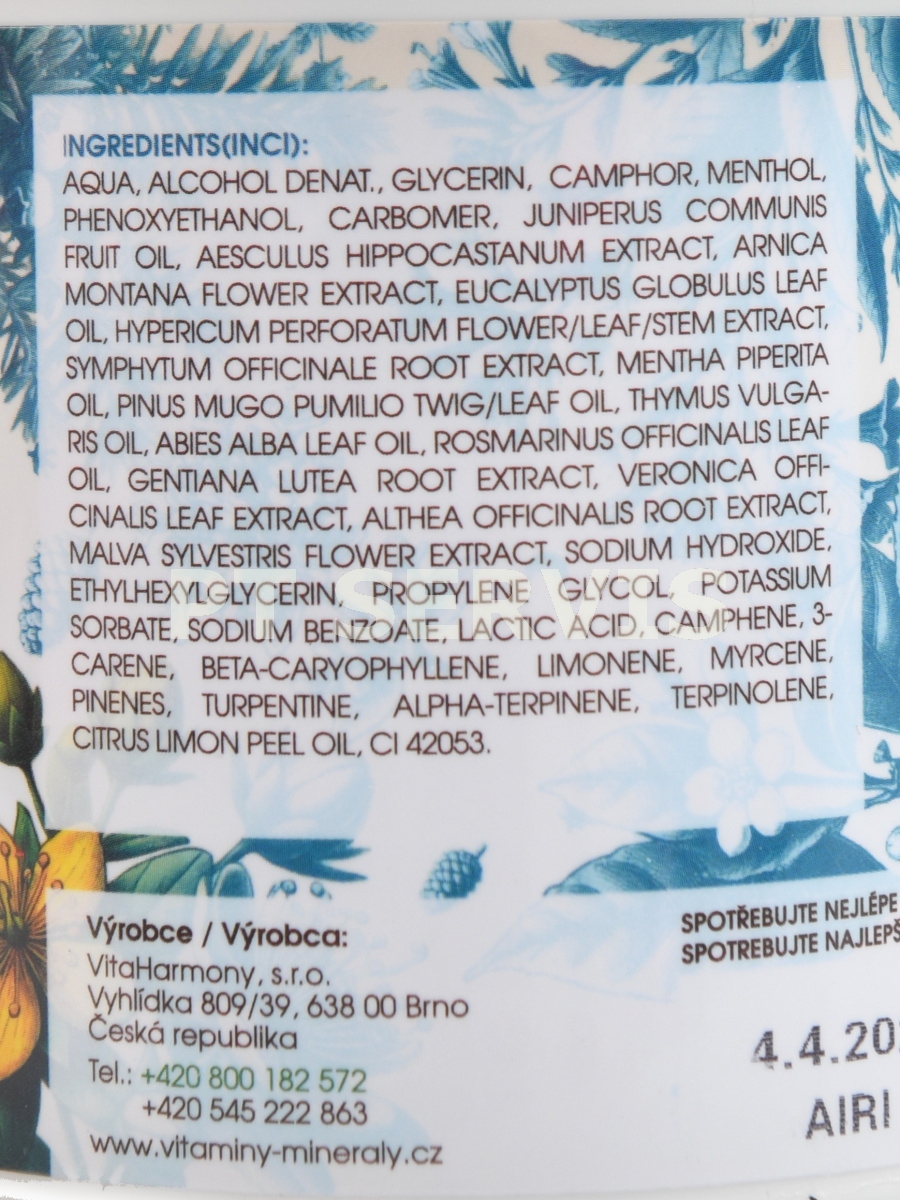 INGREDIENTS(INCI):
AQUA, ALCOHOL DENAT., GLYCERIN, CAMPHOR, MENTHOL,
PHENOXYETHANOL, CARBOMER, JUNIPERUS COMMUNIS
FRUIT OIL, AESCULUS HIPPOCASTANUM EXTRACT, ARNICA
MONTANA FLOWER EXTRACT, EUCALYPTUS GLOBULUS LEAF
OIL, HYPERICUM PERFORATUM FLOWER/LEAF/STEM EXTRACT,
SYMPHYTUM OFFICINALE ROOT EXTRACT, MENTHA PIPERITA
OIL, PINUS MUGO PUMILIO TWIG/LEAF OIL, THYMUS VULGA-
RIS OIL, ABIES ALBA LEAF OIL, ROSMARINUS OFFICINALIS LEAF
OIL, GENTIANA LUTEA ROOT EXTRACT, VERONICA OFFI-
CINALIS LEAF EXTRACT, ALTHEA OFFICINALIS ROOT EXTRACT,
MALVA SYLVESTRIS FLOWER EXTRACT, SODIUM HYDROXIDE,
ETHYLHEXYLGLYCERIN, PROPYLENE GLYCOL, POTASSIUM
PT SERVIS
SORBATE, SODIUM BENZOATE, LACTIC ACID, CAMPHENE, 3-
CARENE, BETA-CARYOPHYLLENE, LIMONENE, MYRCENE,
PINENES, TURPENTINE, ALPHA-TERPINENE, TERPINOLENE,
CITRUS LIMON PEEL OIL, CI 42053.
Výrobce / Výrobca:
VitaHarmony, s.r.o.
Vyhlídka 809/39, 638 00 Brno
Česká republika
Tel.: +420 800 182 572
+420 545 222 863
www.vitaminy-mineraly.cz
SPOTŘEBUJTE NEJLÉPE
SPOTREBUJTE NAJLEPŠ
4.4.20
AIRI